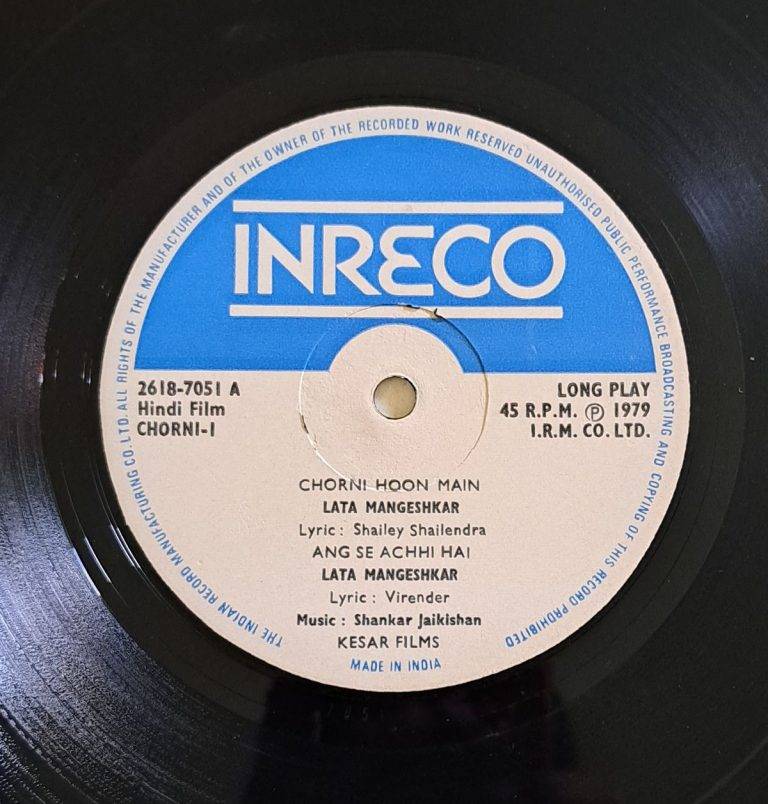 THE INDIAN RECORD MANUFACTURING CO. LTD. ALL RIGHTS OF THE MANUFACTURER AND OF THE OWNER OF THE RECORDED WORK RESERVED UNAUTHORISED PUBLIC PERFORMANCE BROADCASTING AND COPYING OF THIS RECORD PROHIBITED
INRECO
2618-7051 A
Hindi Film
CHORNI-I
LONG PLAY
45 R.P.M. Ⓟ 1979
I.R.M. CO. LTD.
CHORNI HOON MAIN
LATA MANGESHKAR
Lyric : Shailey Shailendra
ANG SE ACHHI HAI
LATA MANGESHKAR
Lyric : Virender
Music : Shankar Jaikishan
KESAR FILMS
MADE IN INDIA